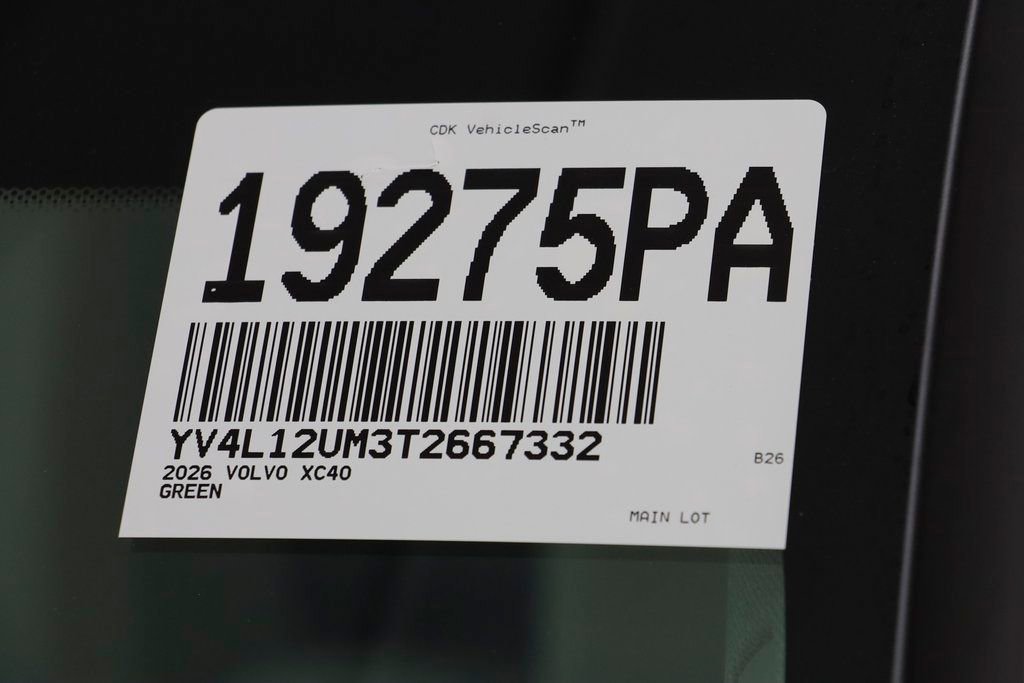 CDK VehicleScan™
19275PA
YV4L12UM3T2667332
2026 VOLVO XC40
B26
GREEN
MAIN LOT